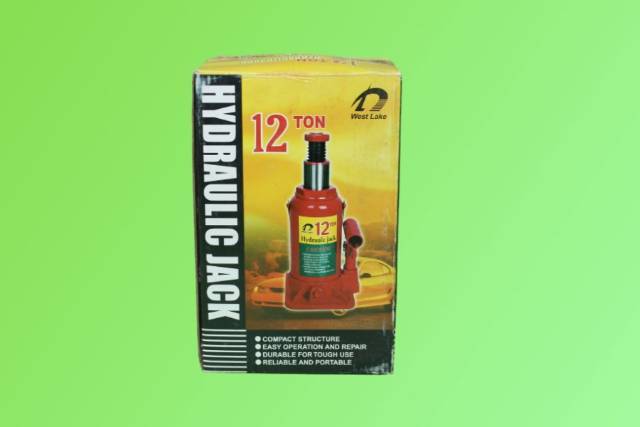 12 TON
West Lake
HYDRAULIC JACK
12 TON
Hydraulic jack
COMPACT STRUCTURE
EASY OPERATION AND REPAIR
DURABLE FOR TOUGH USE
RELIABLE AND PORTABLE